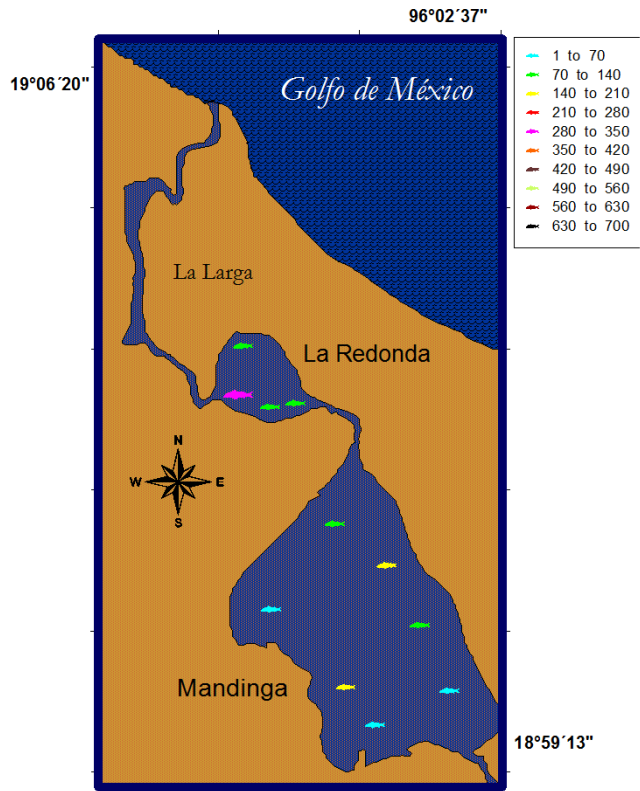 96°02´37"
19°06´20"
Golfo de México
1 to 70
70 to 140
140 to 210
210 to 280
280 to 350
350 to 420
420 to 490
490 to 560
560 to 630
630 to 700
La Larga
La Redonda
N
W E
S
Mandinga
18°59´13"